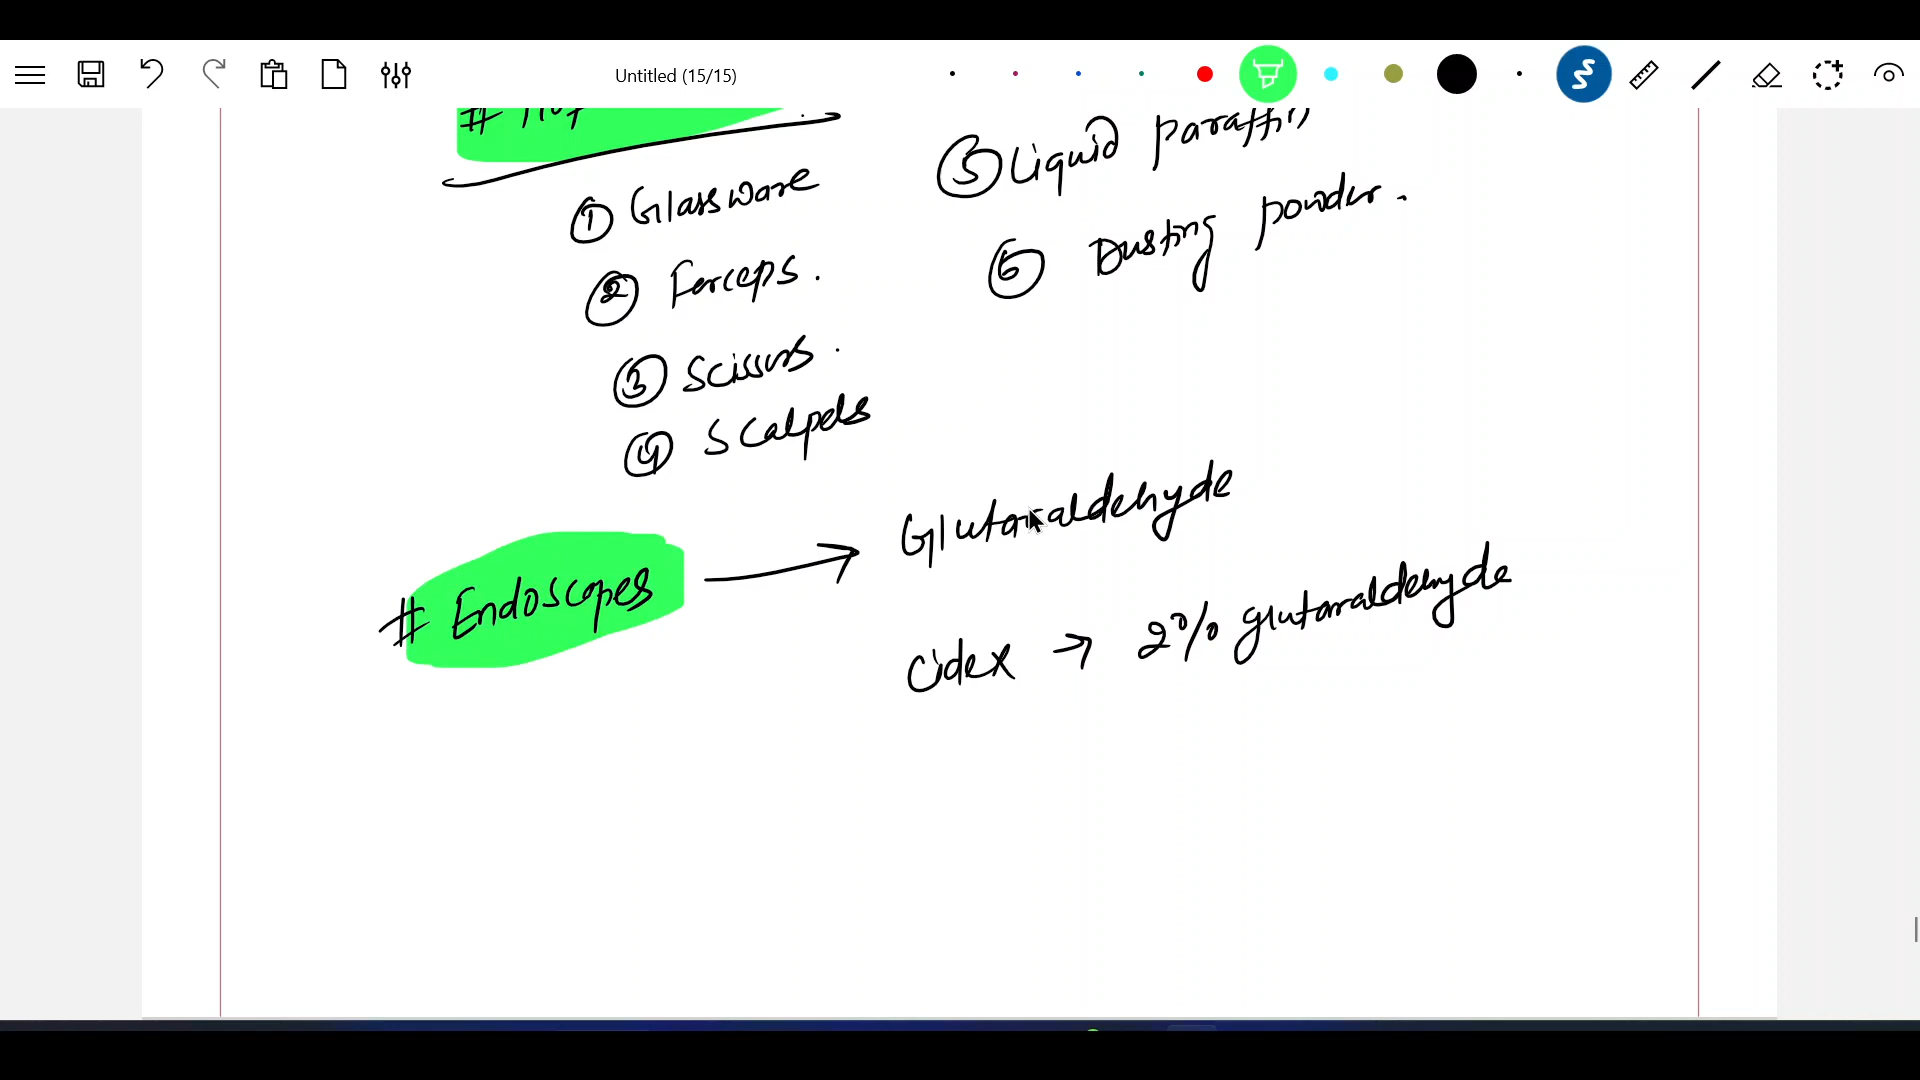 Untitled (15/15)
#
① Glassware
② Forceps.
③ Scissors.
④ Scalpels
⑤ Liquid paraffin
⑥ Dusting powder.
# Endoscopes → Glutaraldehyde
Cidex → 2% glutaraldehyde